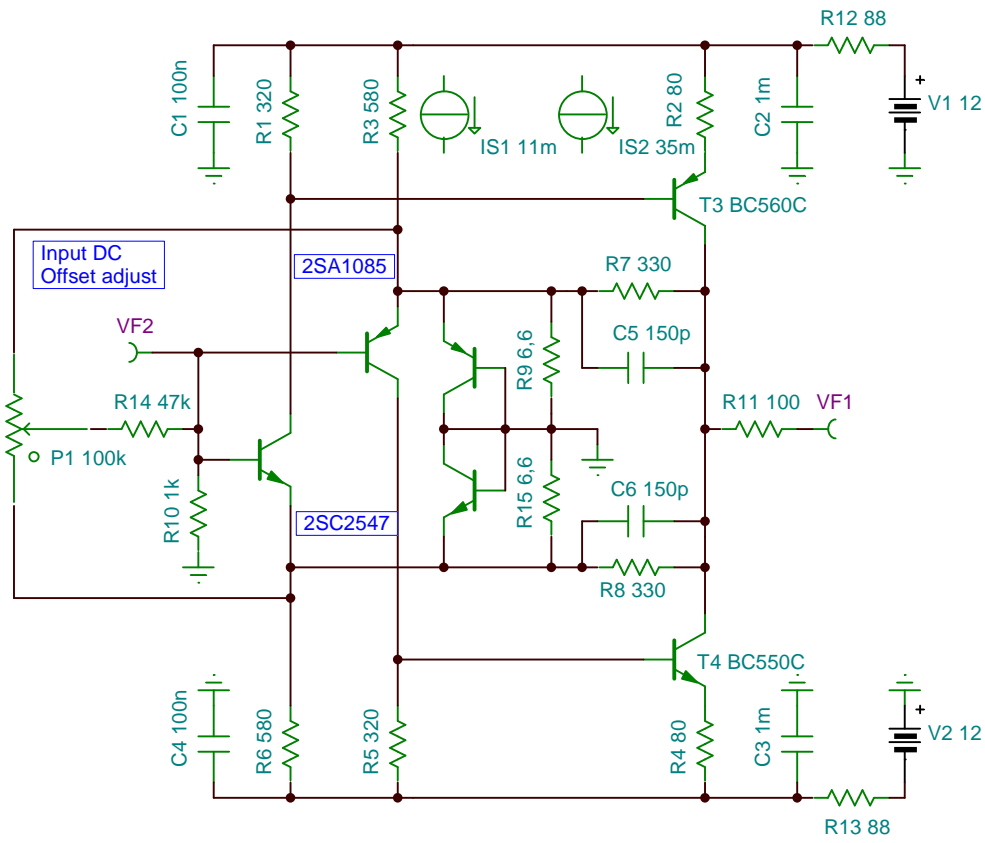 R12 88
C1 100n
R1 320
R3 580
IS1 11m
IS2 35m
R2 80
C2 1m
+
V1 12
T3 BC560C
Input DC
Offset adjust
2SA1085
R7 330
VF2
C5 150p
R9 6,6
R14 47k
R11 100
VF1
P1 100k
R10 1k
C6 150p
R15 6,6
2SC2547
R8 330
T4 BC550C
C4 100n
R6 580
R5 320
R4 80
C3 1m
+
V2 12
R13 88